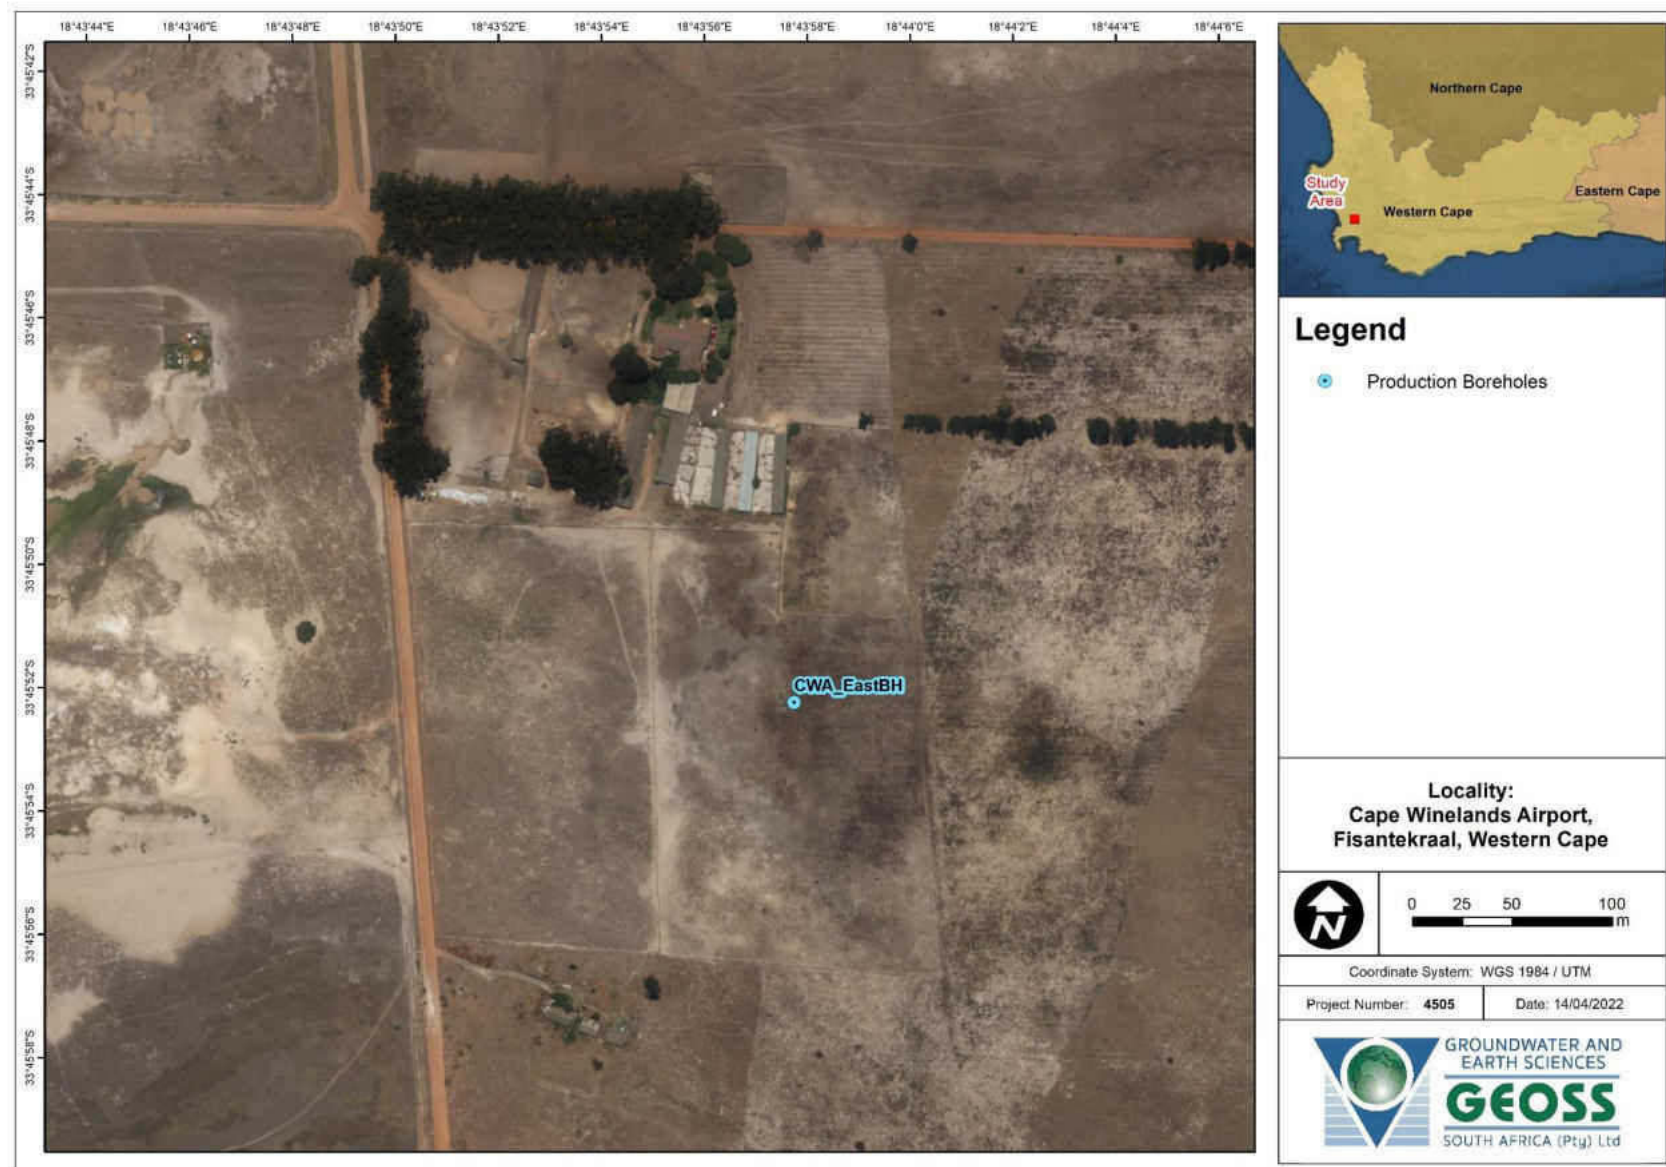 18°43'44"E 18°43'46"E 18°43'48"E 18°43'50"E 18°43'52"E 18°43'54"E 18°43'56"E 18°43'58"E 18°44'0"E 18°44'2"E 18°44'4"E 18°44'6"E
33°45'42"S
33°45'44"S
33°45'46"S
33°45'48"S
33°45'50"S
33°45'52"S
33°45'54"S
33°45'56"S
33°45'58"S
CWA_EastBH
Northern Cape
Eastern Cape
Study
Area
Western Cape
Legend
Production Boreholes
Locality:
Cape Winelands Airport,
Fisantekraal, Western Cape
N
0 25 50 100
m
Coordinate System: WGS 1984 / UTM
Project Number: 4505
Date: 14/04/2022
GROUNDWATER AND
EARTH SCIENCES
GEOSS
SOUTH AFRICA (Pty) Ltd